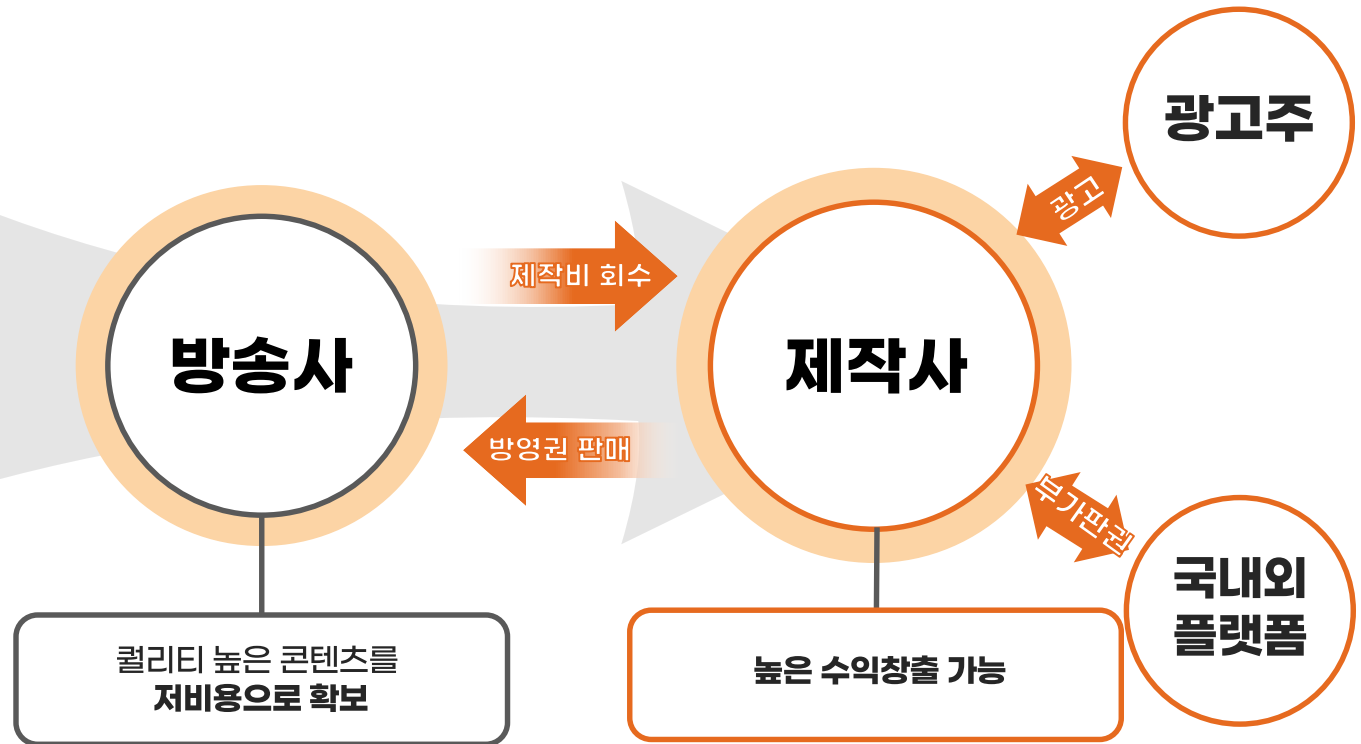 광고주
광고
제작비 회수
방송사
제작사
방영권 판매
부가판권
국내외
플랫폼
퀄리티 높은 콘텐츠를
저비용으로 확보
높은 수익창출 가능